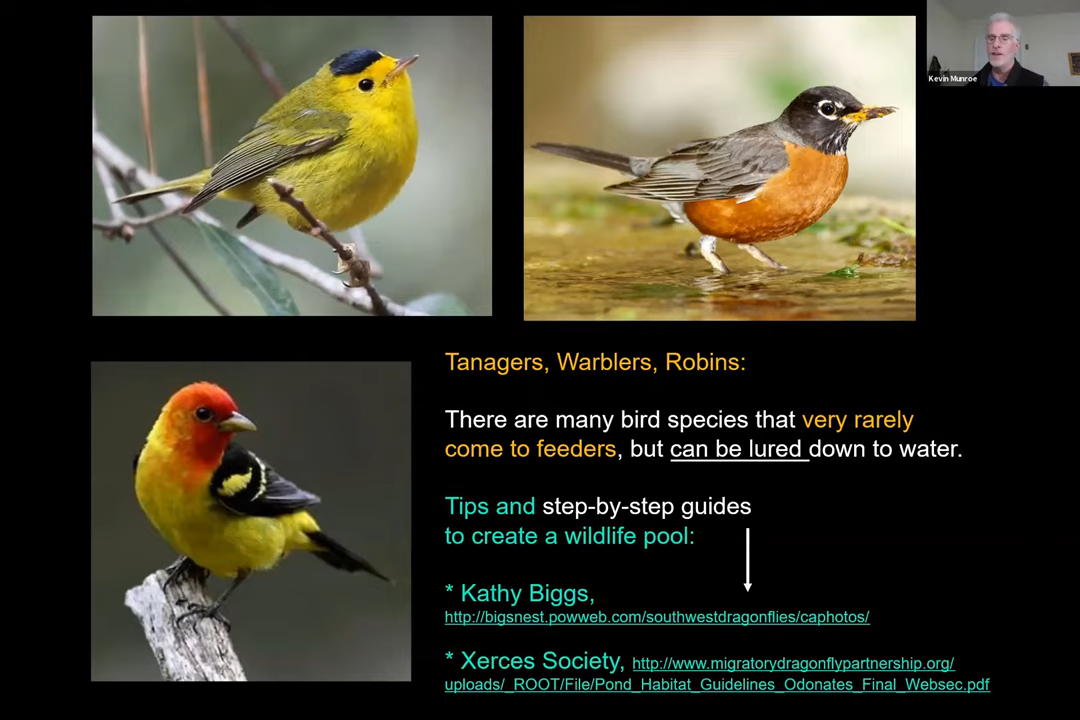 Kevin Munroe
Tanagers, Warblers, Robins:
There are many bird species that very rarely
come to feeders, but can be lured down to water.
Tips and step-by-step guides
to create a wildlife pool:
* Kathy Biggs,
http://bigsnest.powweb.com/southwestdragonflies/caphotos/
* Xerces Society, http://www.migratorydragonflypartnership.org/
uploads/_ROOT/File/Pond_Habitat_Guidelines_Odonates_Final_Websec.pdf